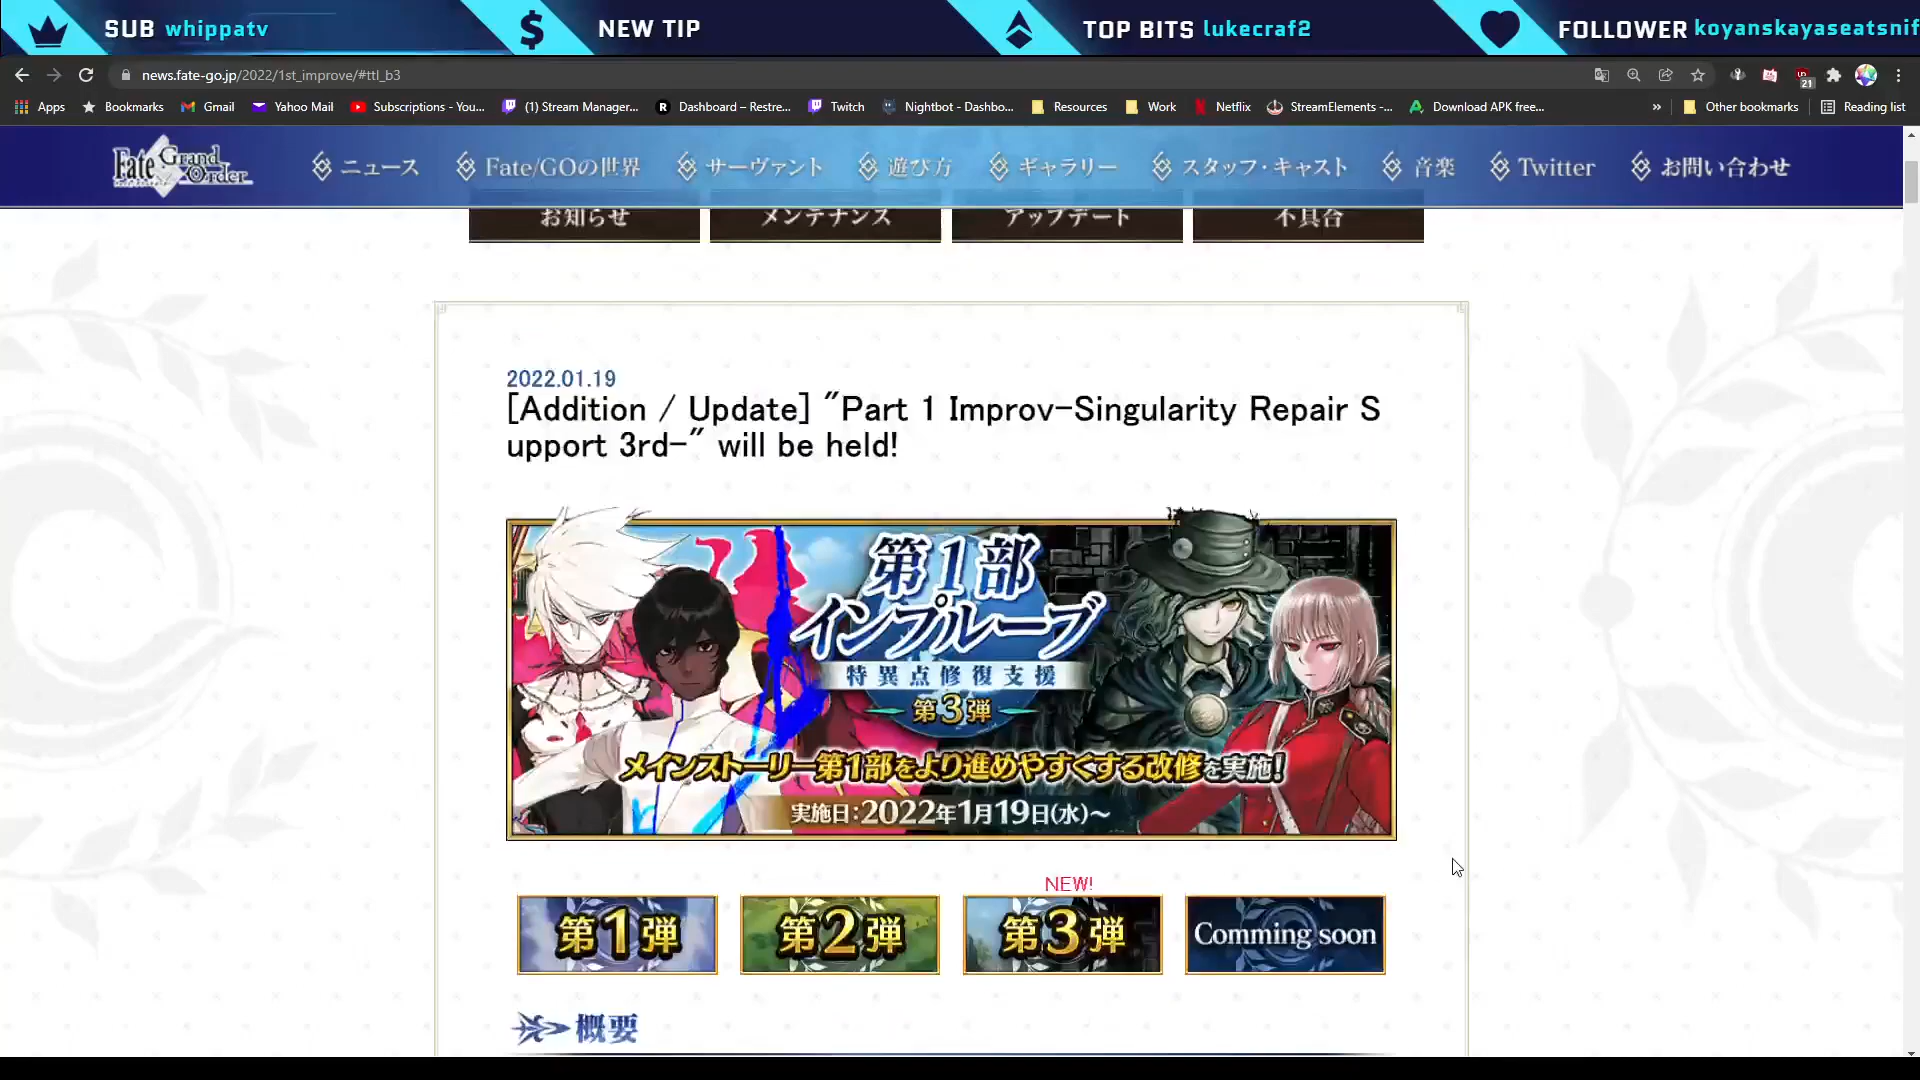 SUB whippatv
NEW TIP
TOP BITS lukecraf2
FOLLOWER koyanskayaseatsnif
news.fate-go.jp/2022/1st_improve/#ttl_b3
21
Apps
Bookmarks
Gmail
Yahoo Mail
Subscriptions - You...
(1) Stream Manager...
Dashboard – Restre...
Twitch
Nightbot - Dashbo...
Resources
Work
Netflix
StreamElements -...
Download APK free...
»
Other bookmarks
Reading list
Fate Grand Order
ニュース
Fate/GOの世界
サーヴァント
遊び方
ギャラリー
スタッフ・キャスト
音楽
Twitter
お問い合わせ
お知らせ
メンテナンス
アップデート
不具合
2022.01.19
[Addition / Update] "Part 1 Improv-Singularity Repair S
upport 3rd-" will be held!
第1部
インプルーブ
特異点修復支援
第3弾
メインストーリー第1部をより進めやすくする改修を実施!
実施日:2022年1月19日(水)~
NEW!
第1弾
第2弾
第3弾
Comming soon
概要